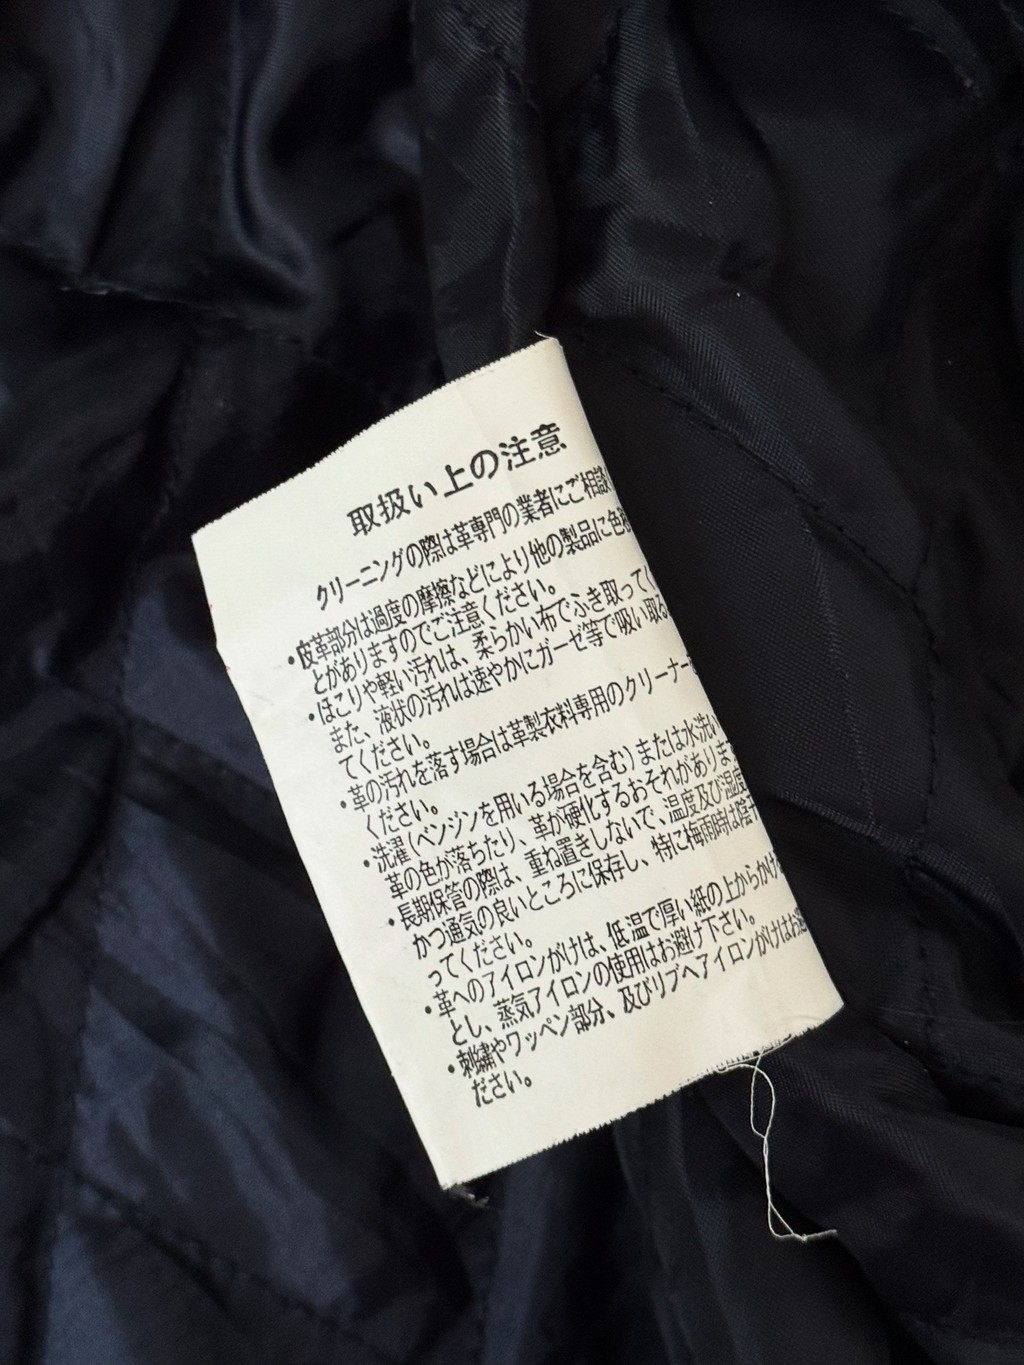 取扱い上の注意
クリーニングの際は革専門の業者にご相談
・皮革部分は過度の摩擦などにより他の製品に色
とがありますのでご注意ください。
・ほこりや軽い汚れは、柔らかい布でふき取って
また、液状の汚れは速やかにガーゼ等で吸い取る
てください。
・革の汚れを落す場合は革製衣料専用のクリーナー
ください。
・洗濯(ベンジンを用いる場合を含む)または水洗い
革の色が落ちたり、革が硬化するおそれがあります
・長期保管の際は、重ね置きしないで、温度及び湿度
かつ通気の良いところに保存し、特に梅雨時は陰干
ってください。
・革へのアイロンがけは、低温で厚い紙の上からかけ
とし、蒸気アイロンの使用はお避け下さい。
・刺繍やワッペン部分、及びリブへアイロンがけはお
ださい。